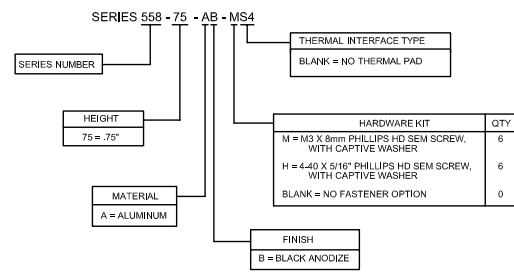 SERIES 558 - 75 - AB - MS4
THERMAL INTERFACE TYPE
BLANK = NO THERMAL PAD
SERIES NUMBER
HEIGHT
75 = .75"
HARDWARE KIT QTY
M = M3 X 8mm PHILLIPS HD SEM SCREW, 6
WITH CAPTIVE WASHER
H = 4-40 X 5/16" PHILLIPS HD SEM SCREW, 6
WITH CAPTIVE WASHER
BLANK = NO FASTENER OPTION 0
MATERIAL
A = ALUMINUM
FINISH
B = BLACK ANODIZE